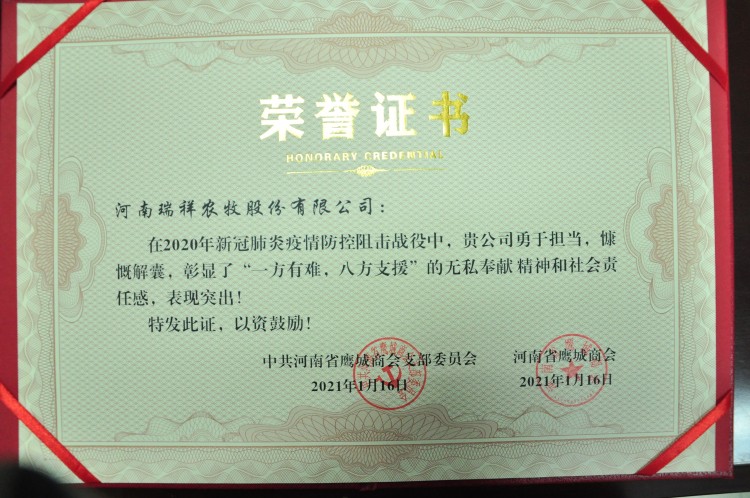 荣誉证书
HONORARY CREDENTIAL
河南瑞祥农牧股份有限公司：
在2020年新冠肺炎疫情防控阻击战役中，贵公司勇于担当，慷
慨解囊，彰显了“一方有难，八方支援”的无私奉献精神和社会责
任感，表现突出！
特发此证，以资鼓励！
中共河南省鹰城商会支部委员会 河南省鹰城商会
2021年1月16日 2021年1月16日